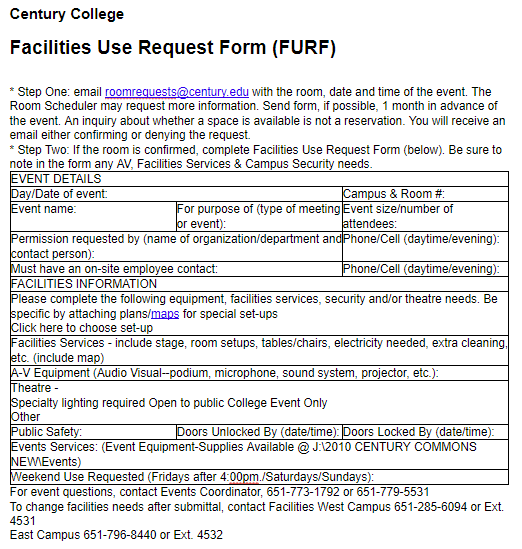 Century College
Facilities Use Request Form (FURF)
* Step One: email roomrequests@century.edu with the room, date and time of the event. The
Room Scheduler may request more information. Send form, if possible, 1 month in advance of
the event. An inquiry about whether a space is available is not a reservation. You will receive an
email either confirming or denying the request.
* Step Two: If the room is confirmed, complete Facilities Use Request Form (below). Be sure to
note in the form any AV, Facilities Services & Campus Security needs.
EVENT DETAILS
Day/Date of event: Campus & Room #:
Event name: For purpose of (type of meeting Event size/number of
or event): attendees:
Permission requested by (name of organization/department and Phone/Cell (daytime/evening):
contact person):
Must have an on-site employee contact: Phone/Cell (daytime/evening):
FACILITIES INFORMATION
Please complete the following equipment, facilities services, security and/or theatre needs. Be
specific by attaching plans/maps for special set-ups
Click here to choose set-up
Facilities Services - include stage, room setups, tables/chairs, electricity needed, extra cleaning,
etc. (include map)
A-V Equipment (Audio Visual--podium, microphone, sound system, projector, etc.):
Theatre -
Specialty lighting required Open to public College Event Only
Other
Public Safety: Doors Unlocked By (date/time): Doors Locked By (date/time):
Events Services: (Event Equipment-Supplies Available @ J:\2010 CENTURY COMMONS
NEW\Events)
Weekend Use Requested (Fridays after 4:00pm./Saturdays/Sundays):
For event questions, contact Events Coordinator, 651-773-1792 or 651-779-5531
To change facilities needs after submittal, contact Facilities West Campus 651-285-6094 or Ext.
4531
East Campus 651-796-8440 or Ext. 4532